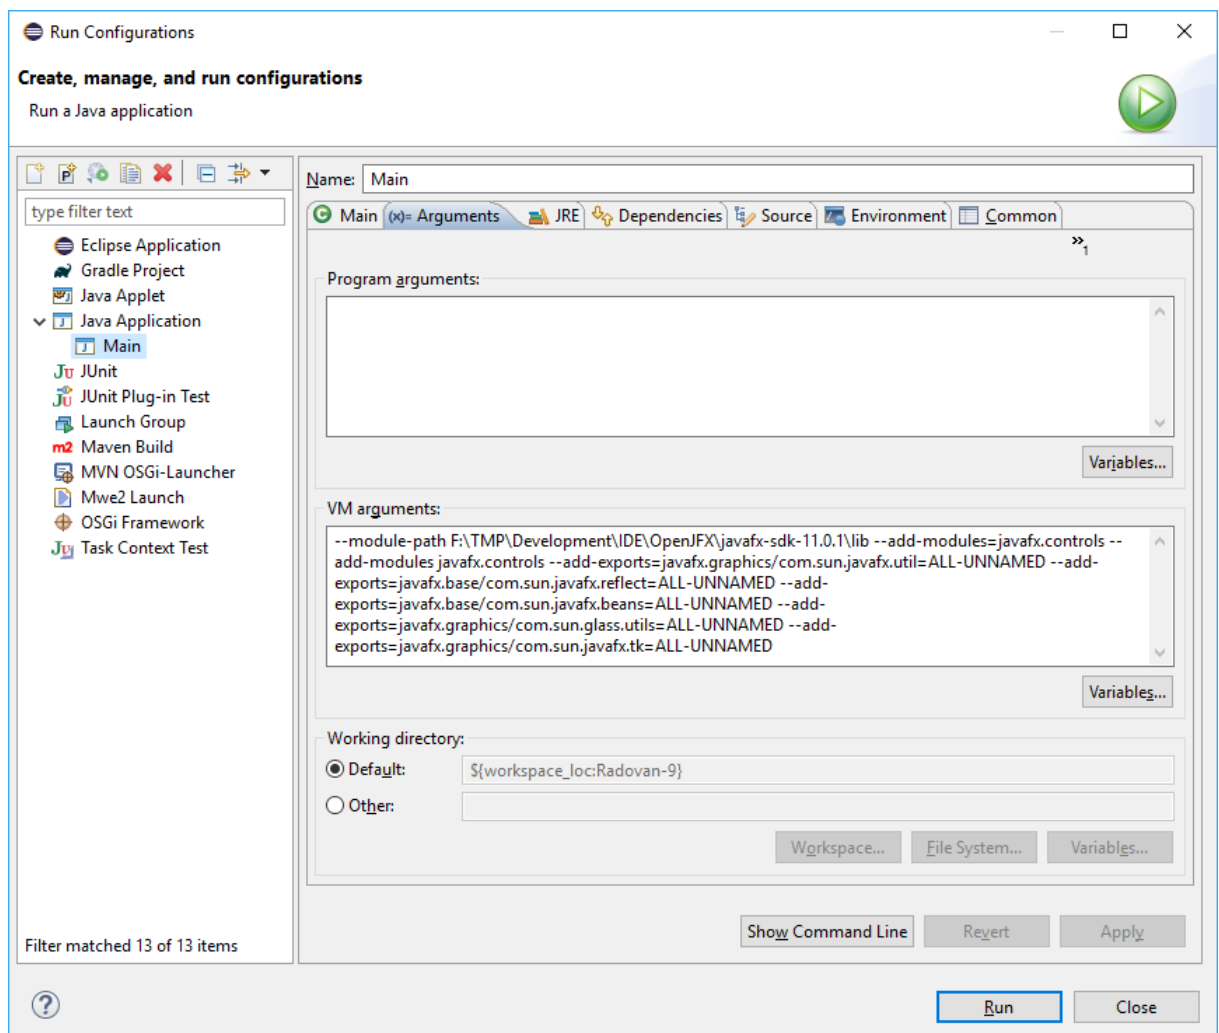 Run Configurations
Create, manage, and run configurations
Run a Java application
type filter text
Eclipse Application
Gradle Project
Java Applet
Java Application
Main
JUnit
JUnit Plug-in Test
Launch Group
m2 Maven Build
MVN OSGi-Launcher
Mwe2 Launch
OSGi Framework
Task Context Test
Filter matched 13 of 13 items
Name: Main
Main (x)= Arguments JRE Dependencies Source Environment Common
»1
Program arguments:
Variables...
VM arguments:
--module-path F:\TMP\Development\IDE\OpenJFX\javafx-sdk-11.0.1\lib --add-modules=javafx.controls --
add-modules javafx.controls --add-exports=javafx.graphics/com.sun.javafx.util=ALL-UNNAMED --add-
exports=javafx.base/com.sun.javafx.reflect=ALL-UNNAMED --add-
exports=javafx.base/com.sun.javafx.beans=ALL-UNNAMED --add-
exports=javafx.graphics/com.sun.glass.utils=ALL-UNNAMED --add-
exports=javafx.graphics/com.sun.javafx.tk=ALL-UNNAMED
Variables...
Working directory:
Default: ${workspace_loc:Radovan-9}
Other:
Workspace... File System... Variables...
Show Command Line Revert Apply
? Run Close